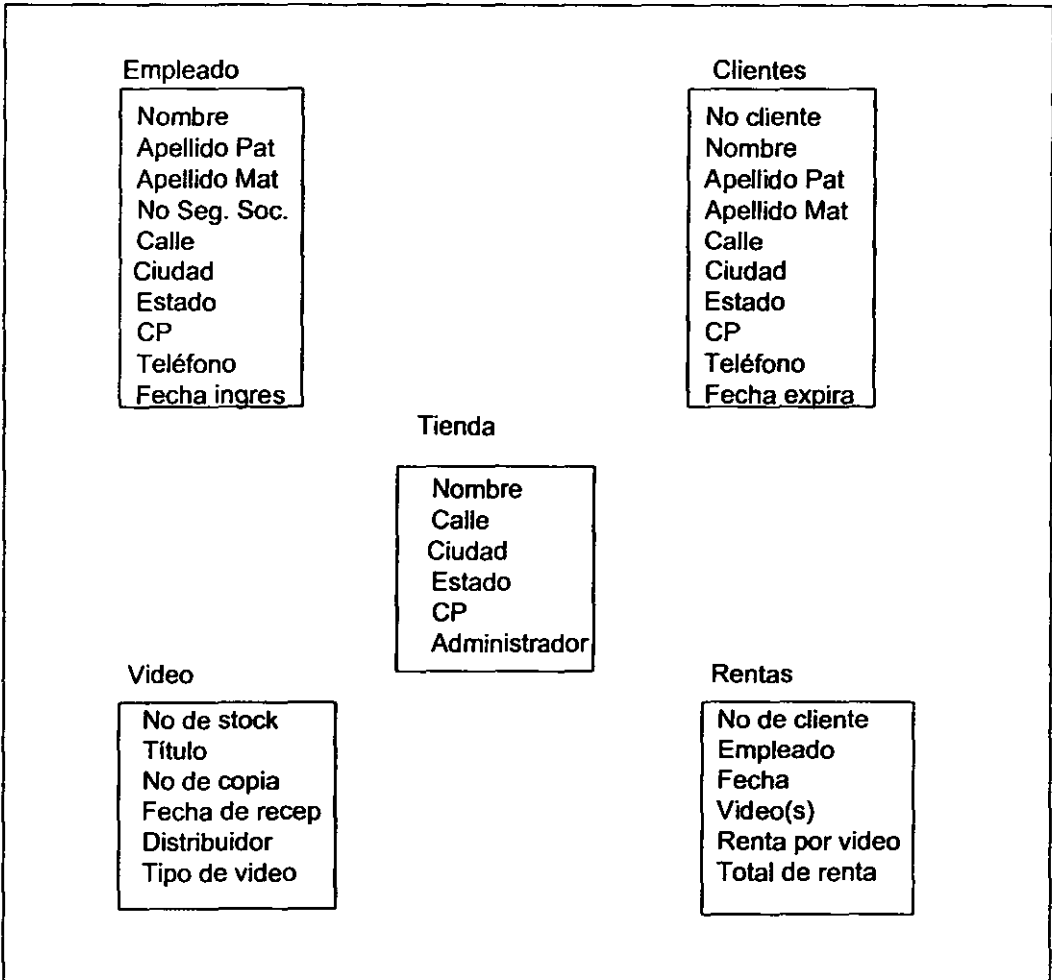 Empleado
Nombre
Apellido Pat
Apellido Mat
No Seg. Soc.
Calle
Ciudad
Estado
CP
Teléfono
Fecha ingres
Clientes
No cliente
Nombre
Apellido Pat
Apellido Mat
Calle
Ciudad
Estado
CP
Teléfono
Fecha expira
Tienda
Nombre
Calle
Ciudad
Estado
CP
Administrador
Video
No de stock
Título
No de copia
Fecha de recep
Distribuidor
Tipo de video
Rentas
No de cliente
Empleado
Fecha
Video(s)
Renta por video
Total de renta